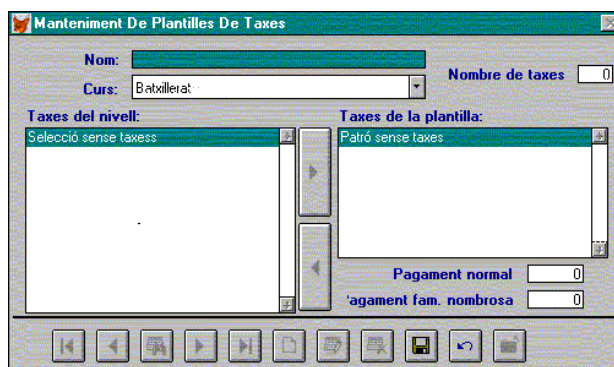 Manteniment De Plantilles De Taxes
Nom:
Nombre de taxes 0
Curs: Batxillerat
Taxes del nivell:
Taxes de la plantilla:
Selecció sense taxess
Patró sense taxes
Pagament normal 0
'agament fam. nombrosa 0